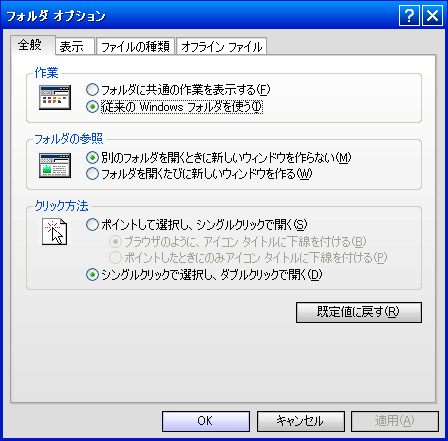 フォルダ オプション
全般 表示 ファイルの種類 オフライン ファイル
作業
フォルダに共通の作業を表示する(F)
従来の Windows フォルダを使う(I)
フォルダの参照
別のフォルダを開くときに新しいウィンドウを作らない(M)
フォルダを開くたびに新しいウィンドウを作る(W)
クリック方法
ポイントして選択し、シングルクリックで開く(S)
ブラウザのように、アイコン タイトルに下線を付ける(B)
ポイントしたときにのみアイコン タイトルに下線を付ける(P)
シングルクリックで選択し、ダブルクリックで開く(D)
既定値に戻す(R)
OK キャンセル 適用(A)